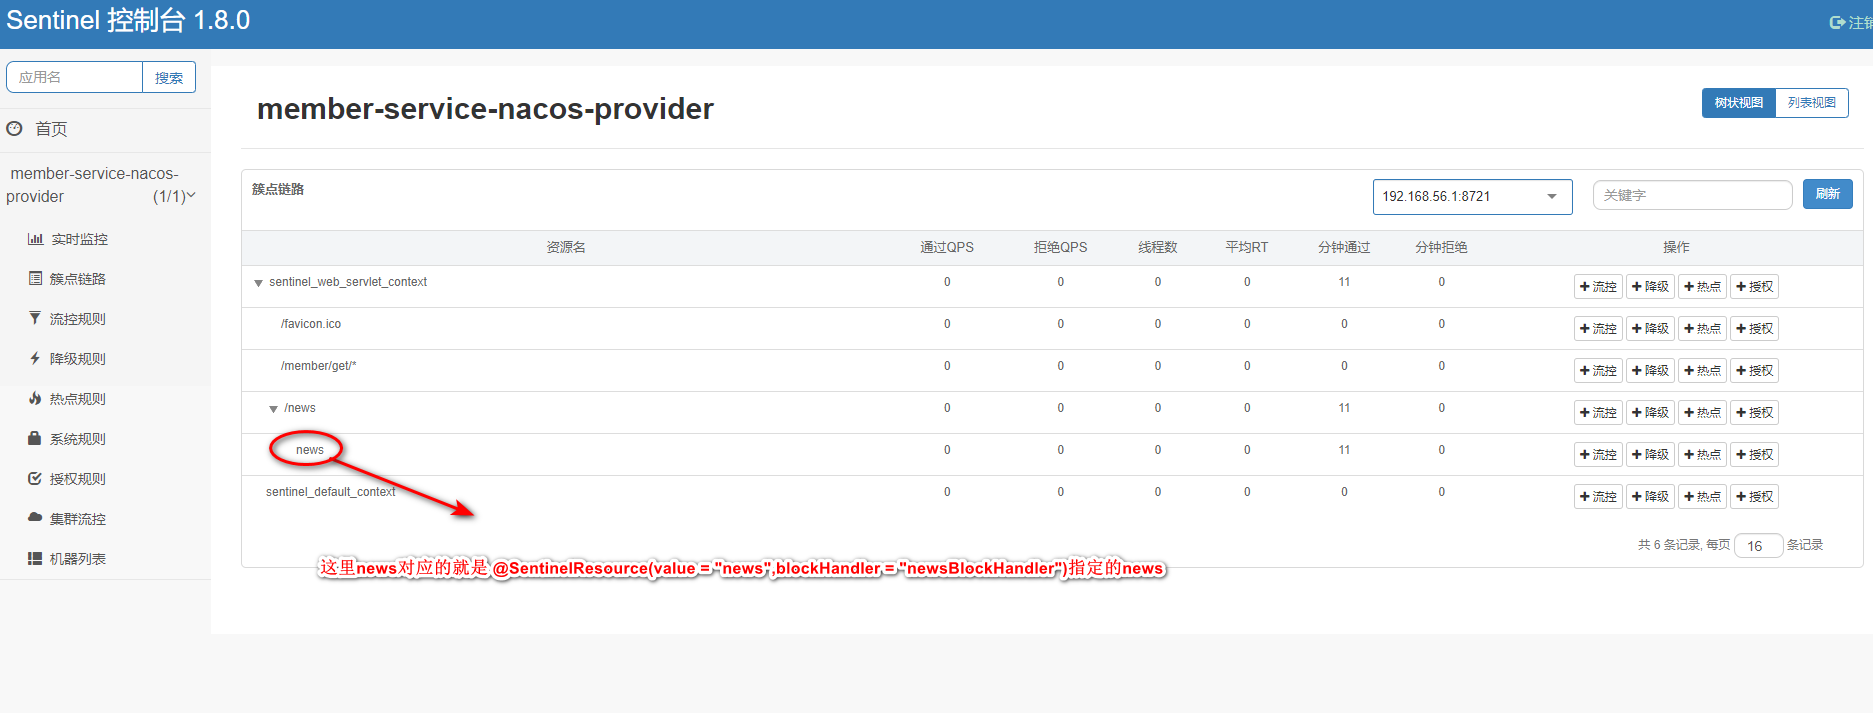 Sentinel 控制台 1.8.0
应用名 搜索
首页
member-service-nacos-
provider (1/1)
实时监控
簇点链路
流控规则
降级规则
热点规则
系统规则
授权规则
集群流控
机器列表
member-service-nacos-provider
树状视图 列表视图
簇点链路 192.168.56.1:8721 关键字 刷新
资源名 通过QPS 拒绝QPS 线程数 平均RT 分钟通过 分钟拒绝 操作
sentinel_web_servlet_context 0 0 0 0 11 0 流控 降级 热点 授权
/favicon.ico 0 0 0 0 0 0 流控 降级 热点 授权
/member/get/* 0 0 0 0 0 0 流控 降级 热点 授权
/news 0 0 0 0 11 0 流控 降级 热点 授权
news 0 0 0 0 11 0 流控 降级 热点 授权
sentinel_default_context 0 0 0 0 0 0 流控 降级 热点 授权
共 6 条记录, 每页 16 条记录
这里news对应的就是 @SentinelResource(value = "news",blockHandler = "newsBlockHandler")指定的news